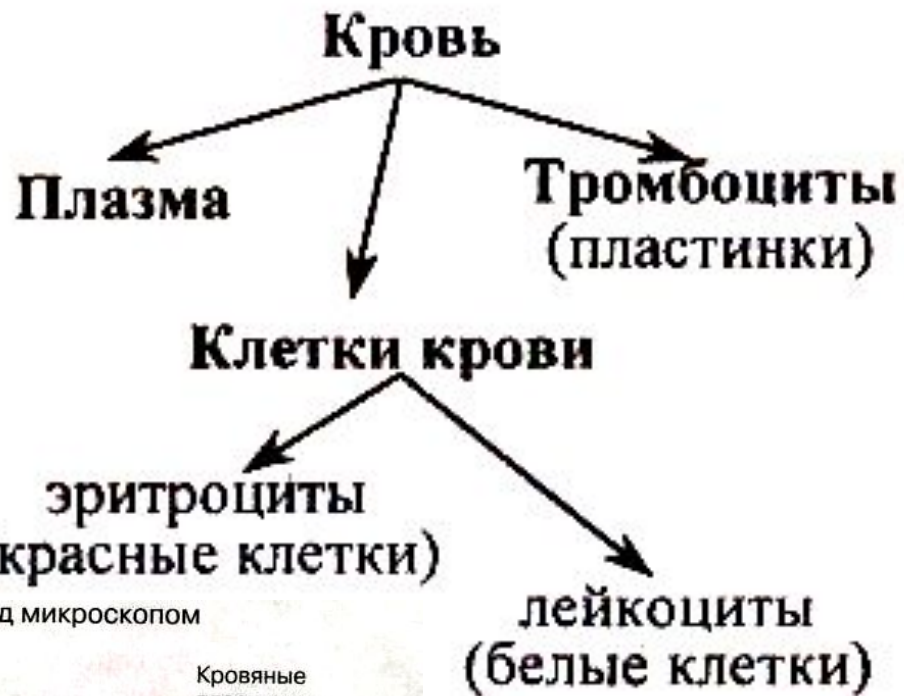 Кровь
Плазма
Тромбоциты
(пластинки)
Клетки крови
эритроциты
красные клетки)
д микроскопом
лейкоциты
(белые клетки)
Кровяные